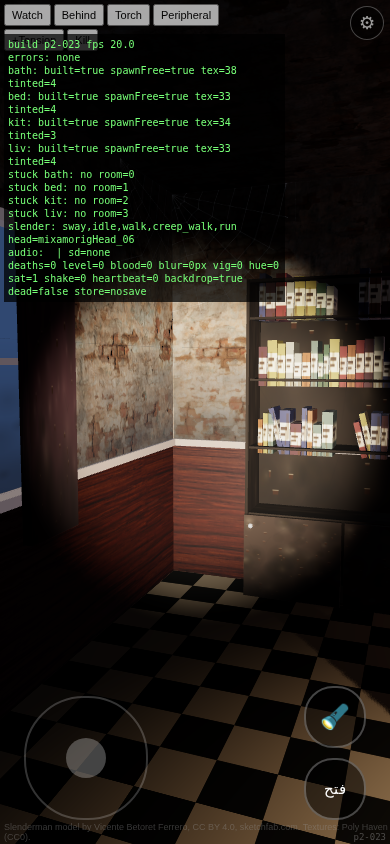 Watch Behind Torch Peripheral
build p2-023 fps 20.0
errors: none
bath: built=true spawnFree=true tex=38
tinted=4
bed: built=true spawnFree=true tex=33
tinted=4
kit: built=true spawnFree=true tex=34
tinted=3
liv: built=true spawnFree=true tex=33
tinted=4
stuck bath: no room=0
stuck bed: no room=1
stuck kit: no room=2
stuck liv: no room=3
slender: sway,idle,walk,creep_walk,run
head=mixamorigHead_06
audio:  | sd=none
deaths=0 level=0 blood=0 blur=0px vig=0 hue=0
sat=1 shake=0 heartbeat=0 backdrop=true
dead=false store=nosave
فتح
Slenderman model by Vicente Betoret Ferrero, CC BY 4.0, sketchfab.com. Textures: Poly Haven
(CC0).
p2-023